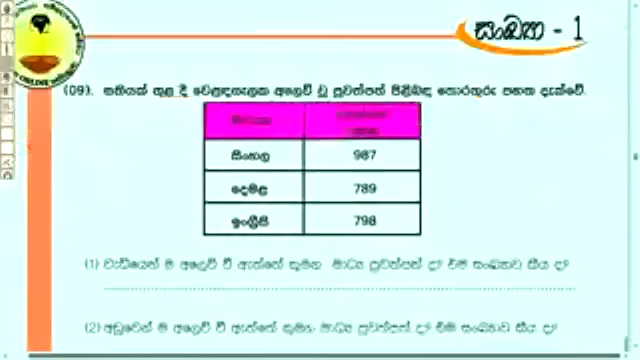 සංඛ්‍යා - 1
(09). සතියක් තුළ දී වෙළඳසැලක අලෙවි වූ පුවත්පත් පිළිබඳ තොරතුරු පහත දැක්වේ.
සිංහල 987
දෙමළ 789
ඉංග්‍රීසි 798
(1) වැඩියෙන් ම අලෙවි වී ඇත්තේ කුමන මාධ්‍ය පුවත්පත් ද? එම සංඛ්‍යාව කීය ද?
(2) අඩුවෙන් ම අලෙවි වී ඇත්තේ කුමන මාධ්‍ය පුවත්පත් ද? එම සංඛ්‍යාව කීය ද?